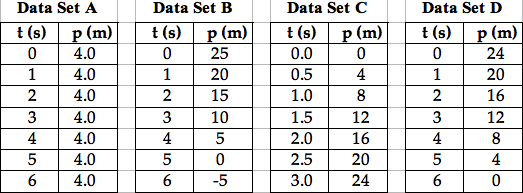 Data Set A Data Set B Data Set C Data Set D
t (s) p (m) t (s) p (m) t (s) p (m) t (s) p (m)
0 4.0 0 25 0.0 0 0 24
1 4.0 1 20 0.5 4 1 20
2 4.0 2 15 1.0 8 2 16
3 4.0 3 10 1.5 12 3 12
4 4.0 4 5 2.0 16 4 8
5 4.0 5 0 2.5 20 5 4
6 4.0 6 -5 3.0 24 6 0